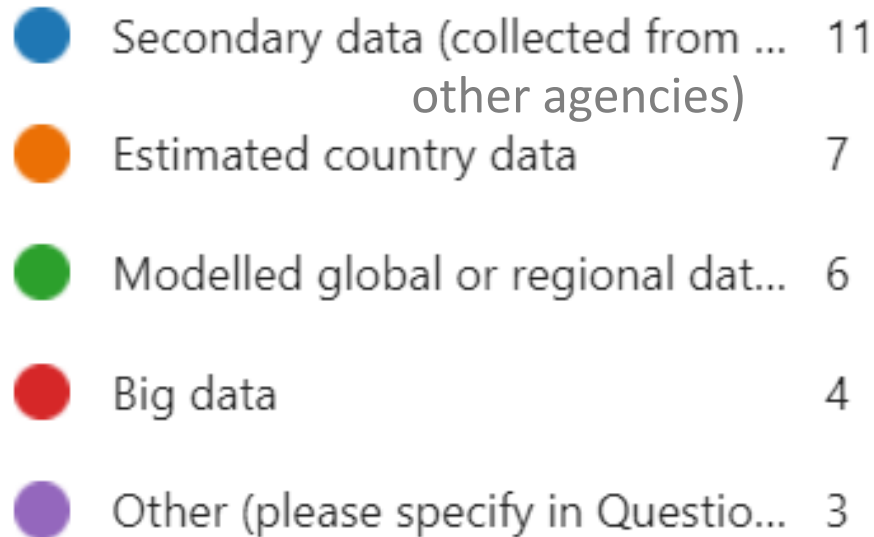 Secondary data (collected from ... 11
other agencies)
Estimated country data 7
Modelled global or regional dat... 6
Big data 4
Other (please specify in Questio... 3